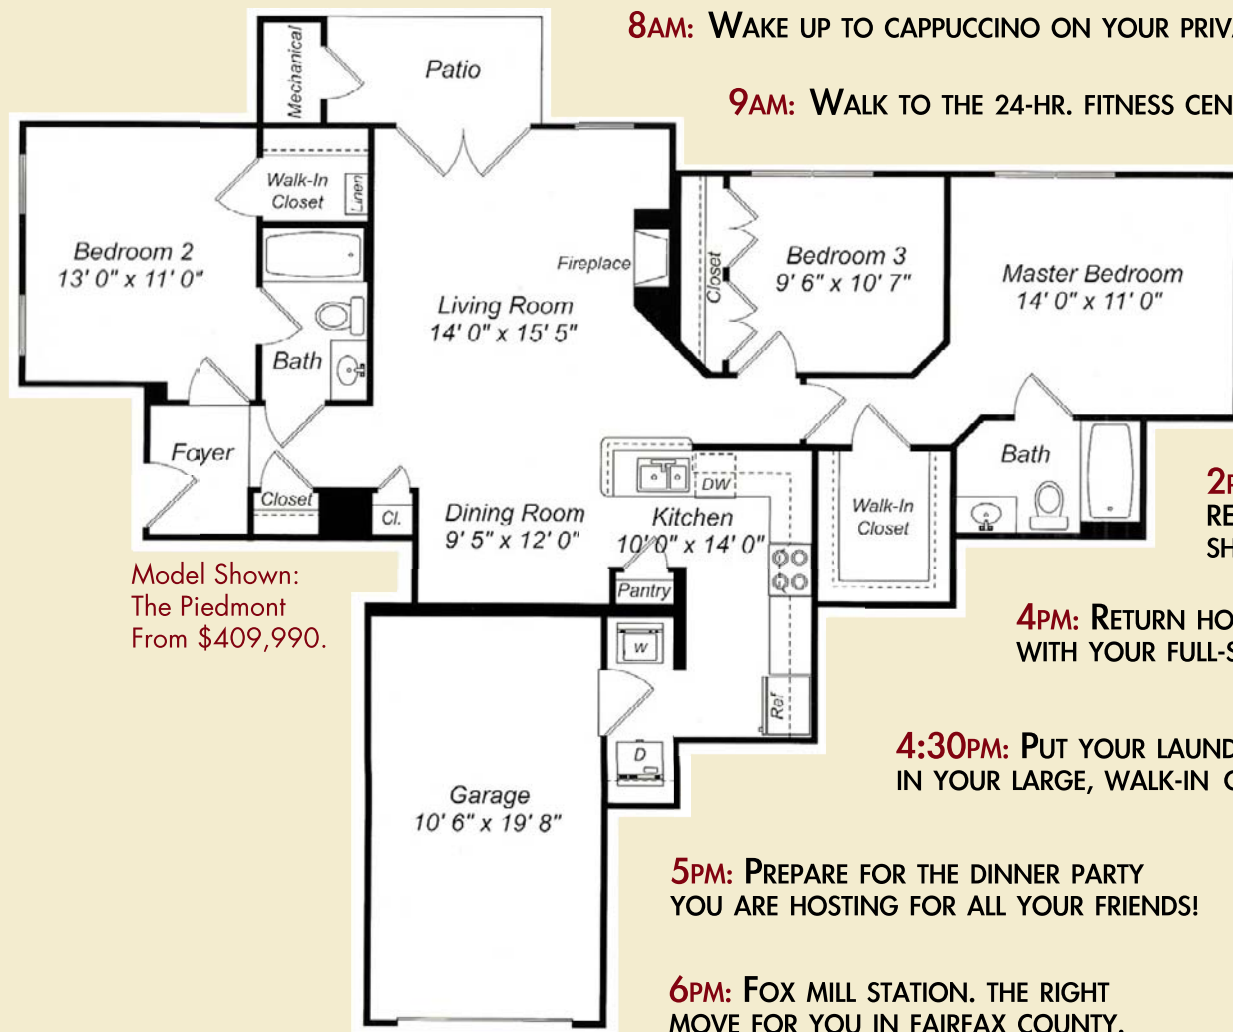 8AM: WAKE UP TO CAPPUCCINO ON YOUR
9AM: WALK TO THE 24-HR. FITNESS
Mechanical
Patio
Walk-In
Closet
Linen
Bedroom 2
13' 0" x 11' 0"
Bath
Foyer
Closet
Cl.
Living Room
14' 0" x 15' 5"
Fireplace
Closet
Bedroom 3
9' 6" x 10' 7"
Master Bedroom
14' 0" x 11' 0"
Bath
Walk-In
Closet
Dining Room
9' 5" x 12' 0"
Kitchen
10' 0" x 14' 0"
DW
Pantry
W
D
Ref
Garage
10' 6" x 19' 8"
Model Shown:
The Piedmont
From $409,990.
4PM: RETURN
WITH YOUR
4:30PM: PUT YOUR
IN YOUR LARGE, WALK-IN
5PM: PREPARE FOR THE DINNER PARTY
YOU ARE HOSTING FOR ALL YOUR FRIENDS!
6PM: FOX MILL STATION. THE RIGHT
MOVE FOR YOU IN FAIRFAX COUNTY.